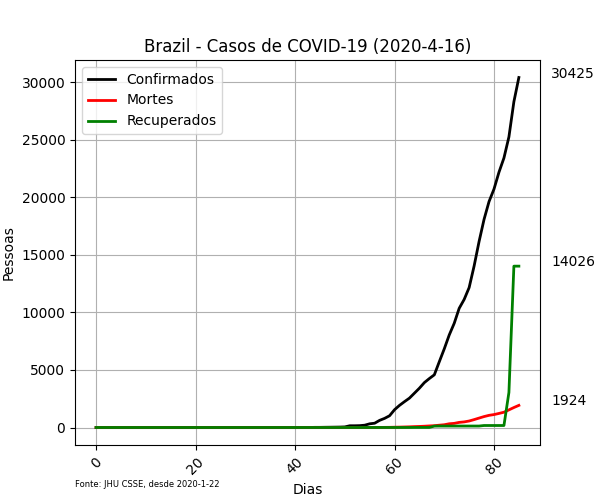 Brazil - Casos de COVID-19 (2020-4-16)
Confirmados
Mortes
Recuperados
30425
14026
1924
Pessoas
30000
25000
20000
15000
10000
5000
0
0
20
40
60
80
Dias
Fonte: JHU CSSE, desde 2020-1-22